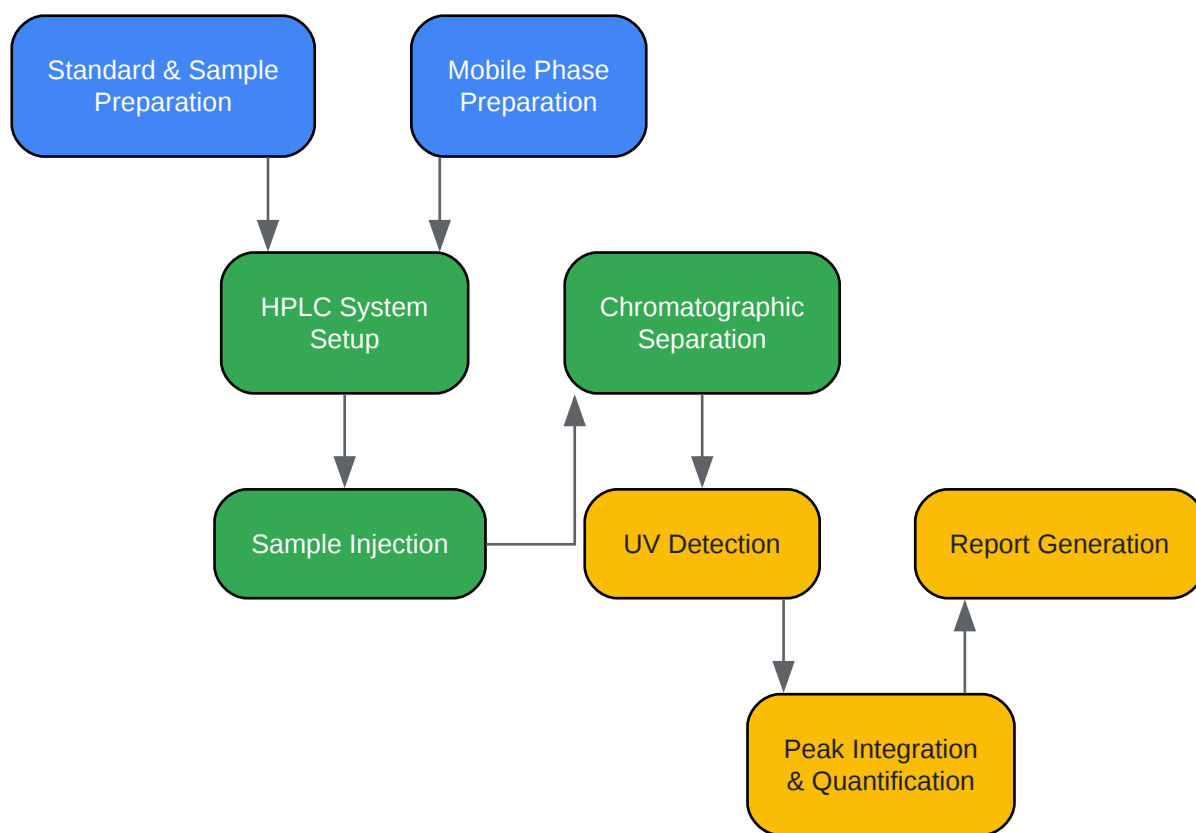 Standard & Sample
Preparation
Mobile Phase
Preparation
HPLC System
Setup
Chromatographic
Separation
Sample Injection
UV Detection
Report Generation
Peak Integration
& Quantification